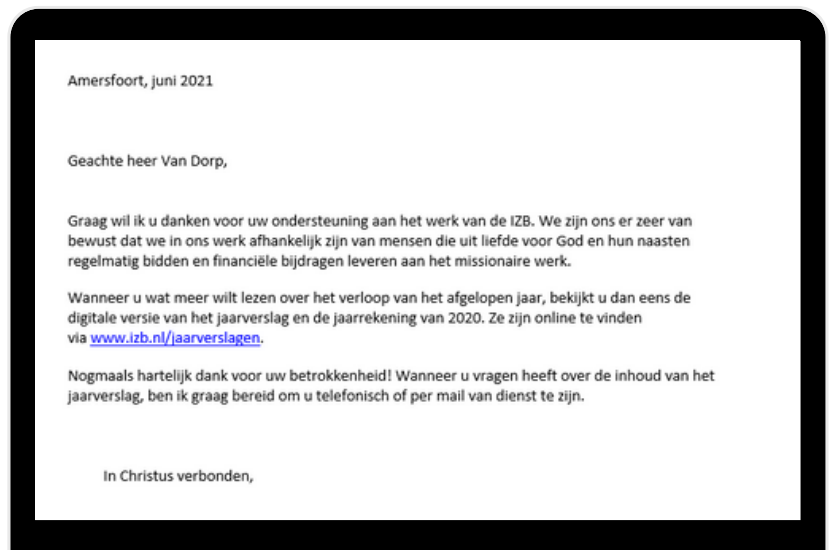 Amersfoort, juni 2021
Geachte heer Van Dorp,
Graag wil ik u danken voor uw ondersteuning aan het werk van de IZB. We zijn ons er zeer van
bewust dat we in ons werk afhankelijk zijn van mensen die uit liefde voor God en hun naasten
regelmatig bidden en financiële bijdragen leveren aan het missionaire werk.
Wanneer u wat meer wilt lezen over het verloop van het afgelopen jaar, bekijkt u dan eens de
digitale versie van het jaarverslag en de jaarrekening van 2020. Ze zijn online te vinden
via www.izb.nl/jaarverslagen.
Nogmaals hartelijk dank voor uw betrokkenheid! Wanneer u vragen heeft over de inhoud van het
jaarverslag, ben ik graag bereid om u telefonisch of per mail van dienst te zijn.
In Christus verbonden,